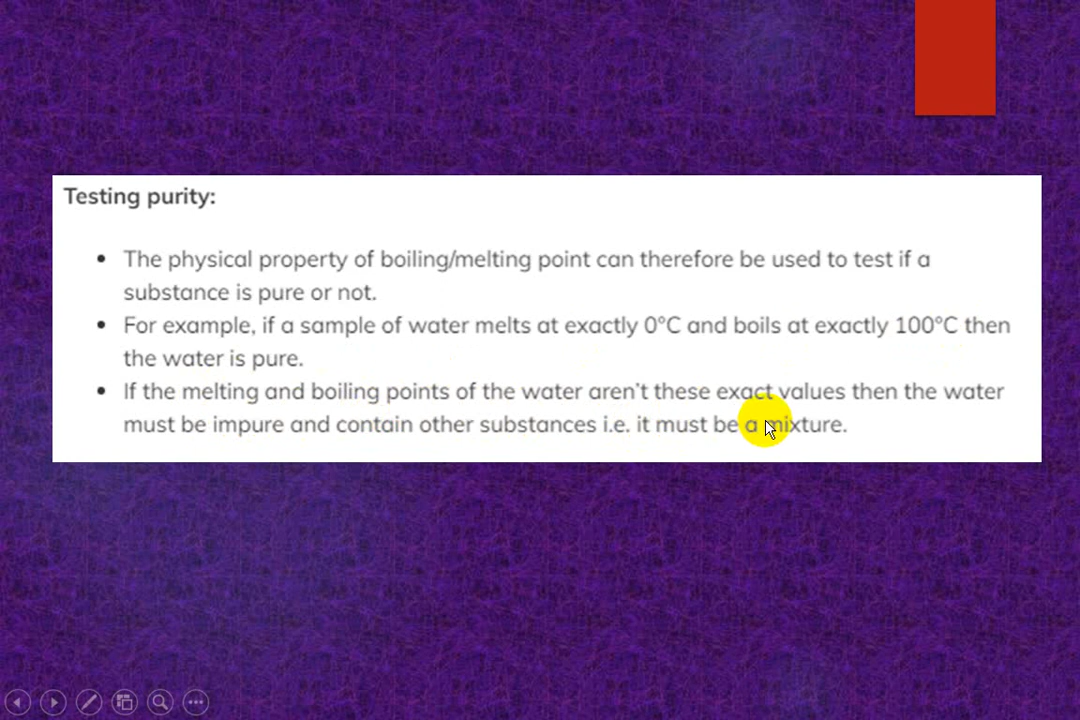 Testing purity:
• The physical property of boiling/melting point can therefore be used to test if a
substance is pure or not.
• For example, if a sample of water melts at exactly 0°C and boils at exactly 100°C then
the water is pure.
• If the melting and boiling points of the water aren't these exact values then the water
must be impure and contain other substances i.e. it must be a mixture.